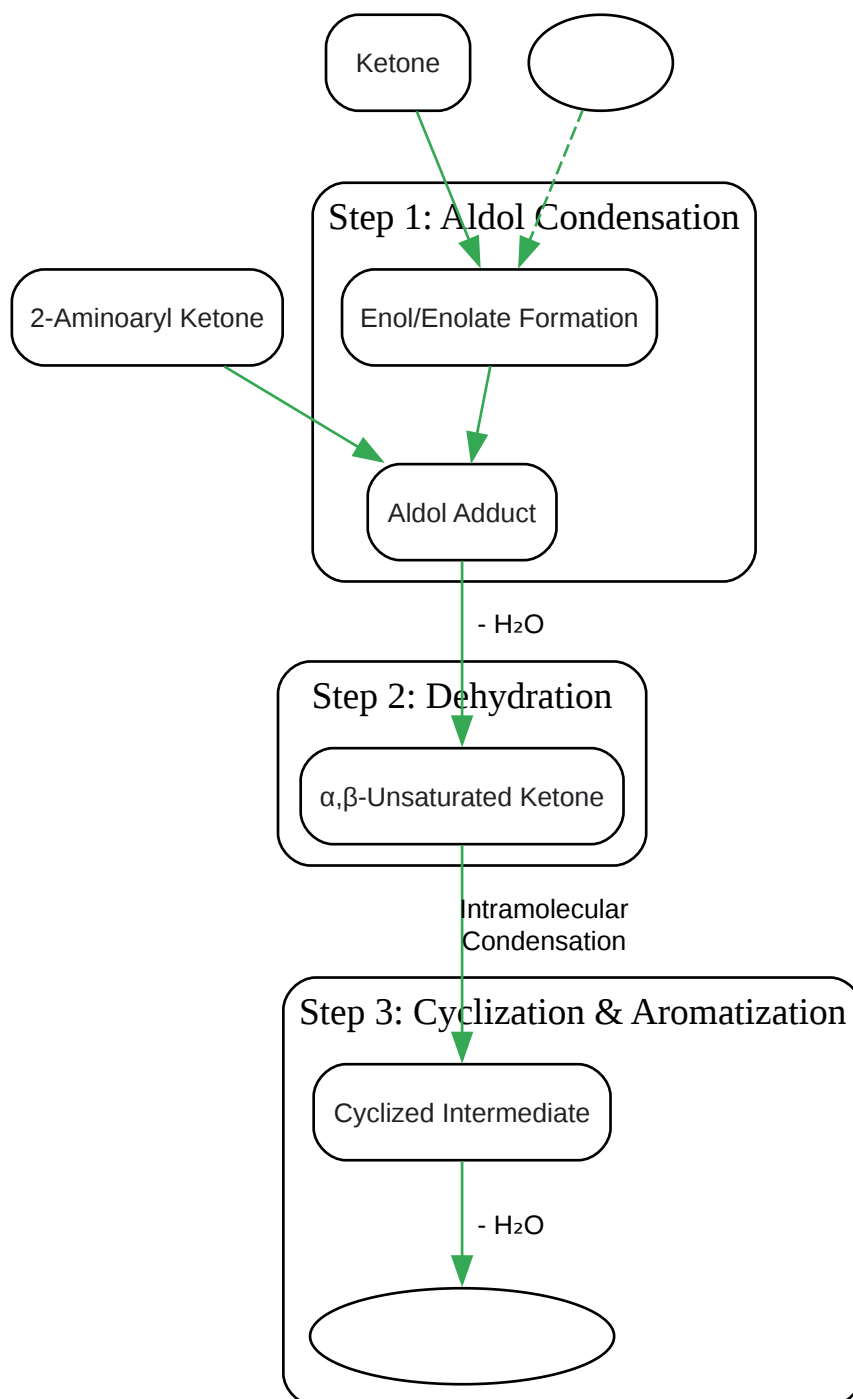 Ketone
Step 1: Aldol Condensation
2-Aminoaryl Ketone
Enol/Enolate Formation
Aldol Adduct
- H₂O
Step 2: Dehydration
α,β-Unsaturated Ketone
Intramolecular
Condensation
Step 3: Cyclization & Aromatization
Cyclized Intermediate
- H₂O